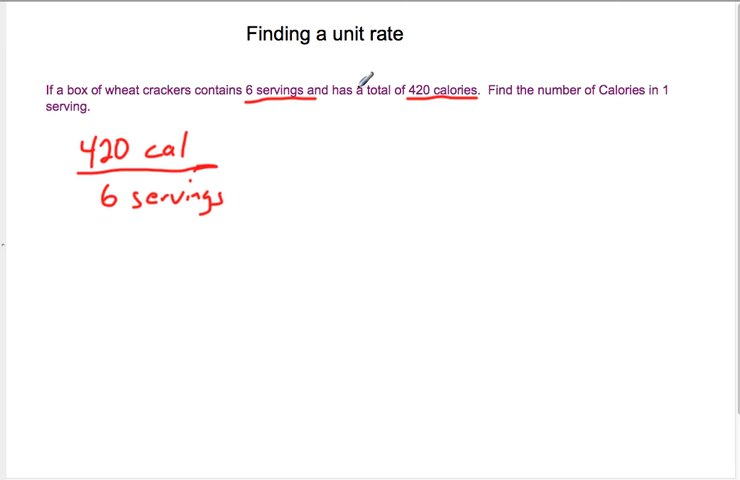 Finding a unit rate
If a box of wheat crackers contains 6 servings and has a total of 420 calories.  Find the number of Calories in 1
serving.
420 cal
6 servings